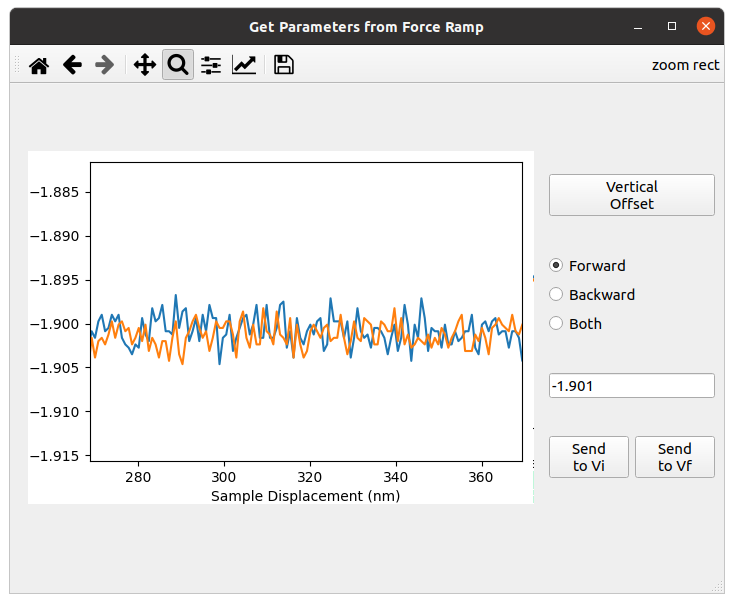 Get Parameters from Force Ramp
zoom rect
−1.885
−1.890
−1.895
−1.900
−1.905
−1.910
−1.915
280 300 320 340 360
Sample Displacement (nm)
Vertical
Offset
Forward
Backward
Both
-1.901
Send
to Vi
Send
to Vf